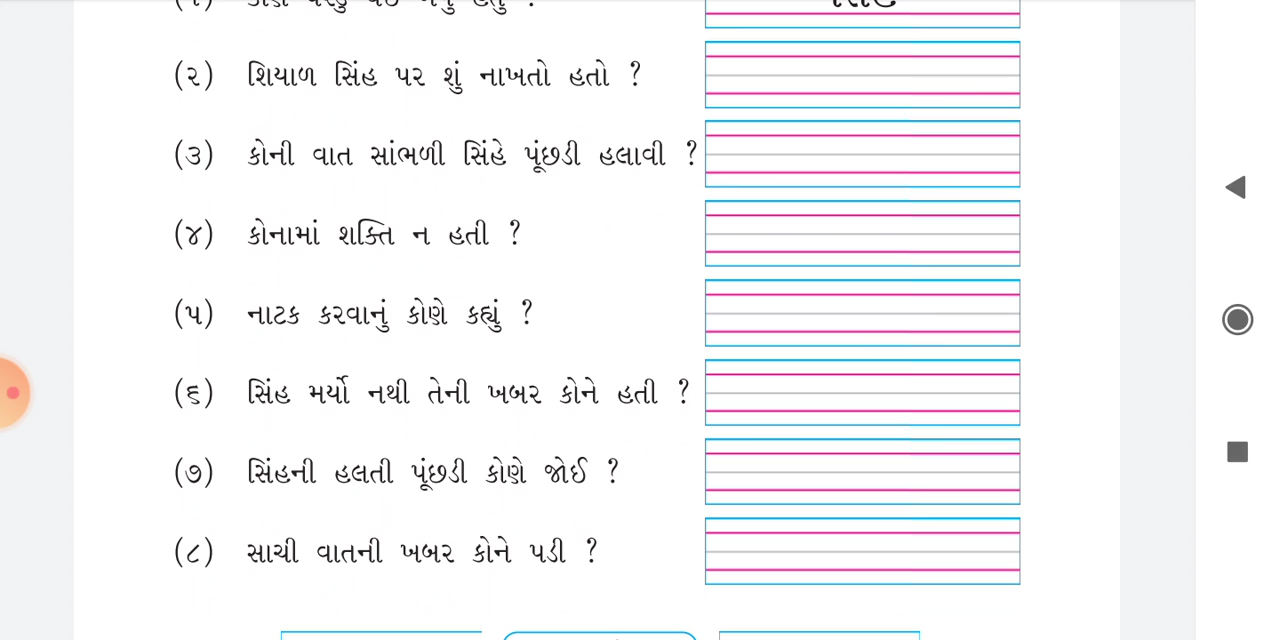 (૨) શિયાળ સિંહ પર શું નાખતો હતો ?
(૩) કોની વાત સાંભળી સિંહે પૂંછડી હલાવી ?
(૪) કોનામાં શક્તિ ન હતી ?
(૫) નાટક કરવાનું કોણે કહ્યું ?
(૬) સિંહ મર્યો નથી તેની ખબર કોને હતી ?
(૭) સિંહની હલતી પૂંછડી કોણે જોઈ ?
(૮) સાચી વાતની ખબર કોને પડી ?